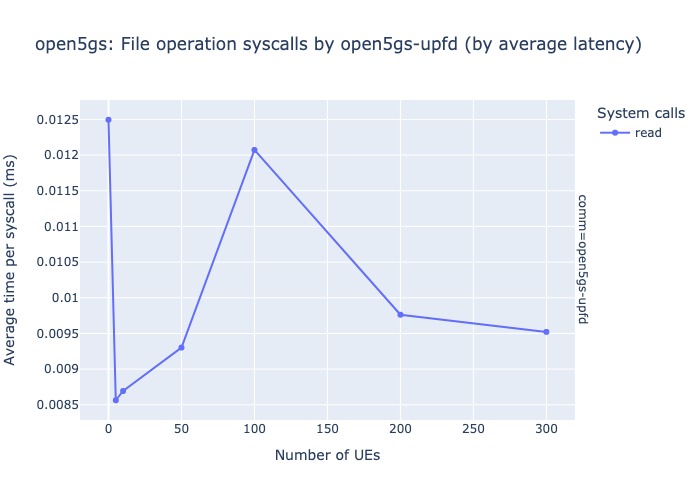 open5gs: File operation syscalls by open5gs-upfd (by average latency)
System calls
read
Average time per syscall (ms)
0.0125
0.012
0.0115
0.011
0.0105
0.01
0.0095
0.009
0.0085
comm=open5gs-upfd
0 50 100 150 200 250 300
Number of UEs